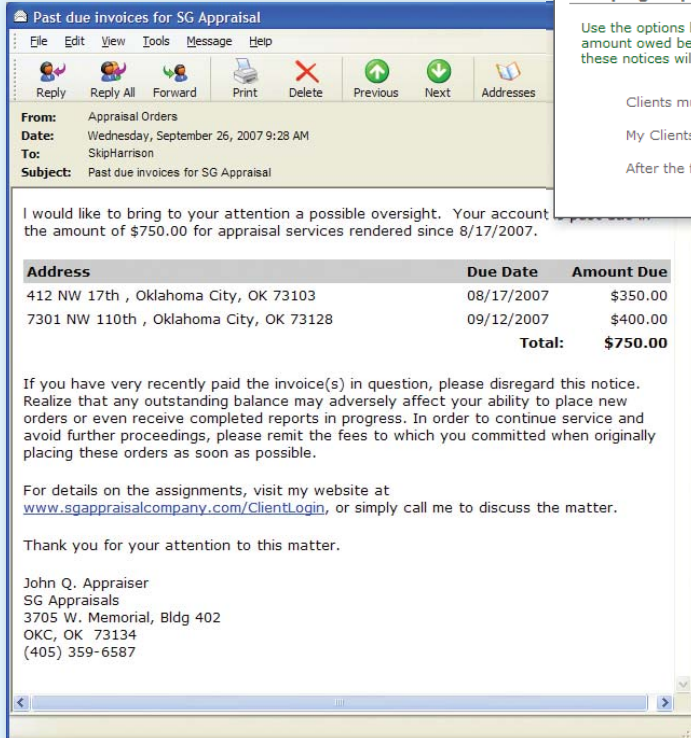 Past due invoices for SG Appraisal
File Edit View Tools Message Help
Reply Reply All Forward Print Delete Previous Next Addresses
From: Appraisal Orders
Date: Wednesday, September 26, 2007 9:28 AM
To: SkipHarrison
Subject: Past due invoices for SG Appraisal
Use the options
amount owed be
these notices wil
Clients m
My Clients
After the
I would like to bring to your attention a possible oversight. Your account is past due in
the amount of $750.00 for appraisal services rendered since 8/17/2007.
Address Due Date Amount Due
412 NW 17th , Oklahoma City, OK 73103 08/17/2007 $350.00
7301 NW 110th , Oklahoma City, OK 73128 09/12/2007 $400.00
Total: $750.00
If you have very recently paid the invoice(s) in question, please disregard this notice.
Realize that any outstanding balance may adversely affect your ability to place new
orders or even receive completed reports in progress. In order to continue service and
avoid further proceedings, please remit the fees to which you committed when originally
placing these orders as soon as possible.
For details on the assignments, visit my website at
www.sgappraisalcompany.com/ClientLogin, or simply call me to discuss the matter.
Thank you for your attention to this matter.
John Q. Appraiser
SG Appraisals
3705 W. Memorial, Bldg 402
OKC, OK 73134
(405) 359-6587